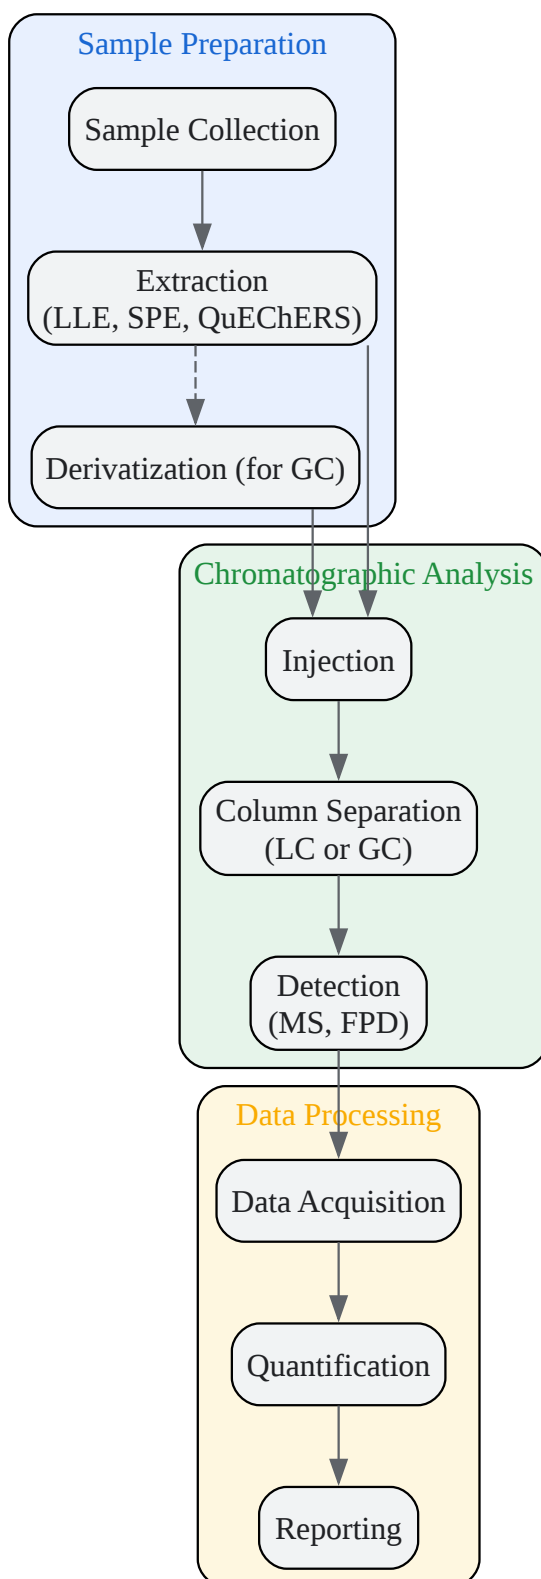 Sample Preparation
Sample Collection
Extraction
(LLE, SPE, QuEChERS)
Derivatization (for GC)
Chromatographic Analysis
Injection
Column Separation
(LC or GC)
Detection
(MS, FPD)
Data Processing
Data Acquisition
Quantification
Reporting